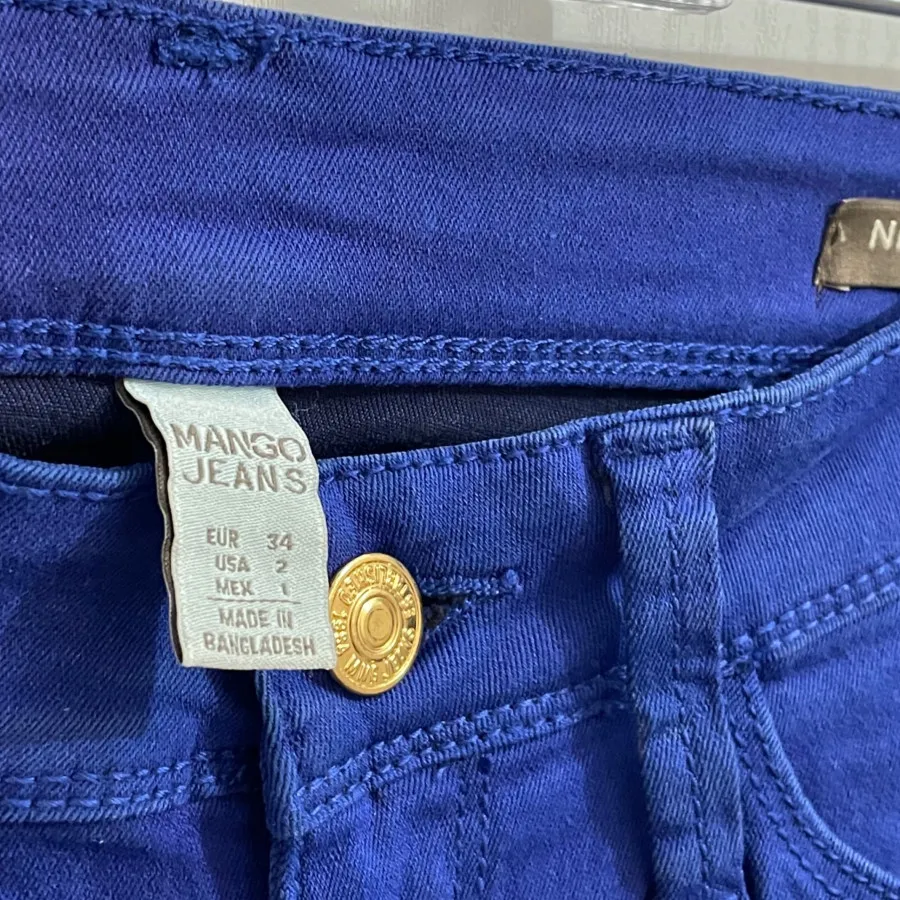 MANGO
JEANS
EUR 34
USA 2
MEX 1
MADE IN
BANGLADESH